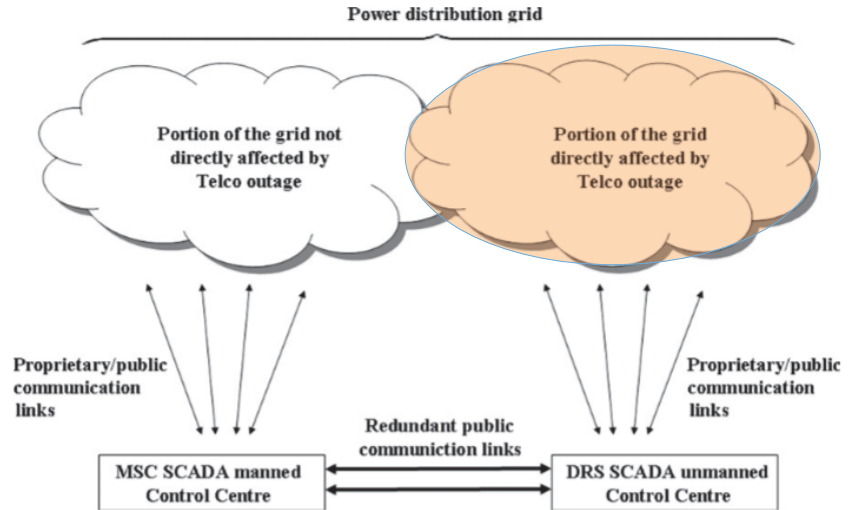 Power distribution grid
Portion of the grid not
directly affected by
Telco outage
Portion of the grid
directly affected by
Telco outage
Proprietary/public
communication
links
Proprietary/public
communication
links
Redundant public
communiction links
MSC SCADA manned
Control Centre
DRS SCADA unmanned
Control Centre